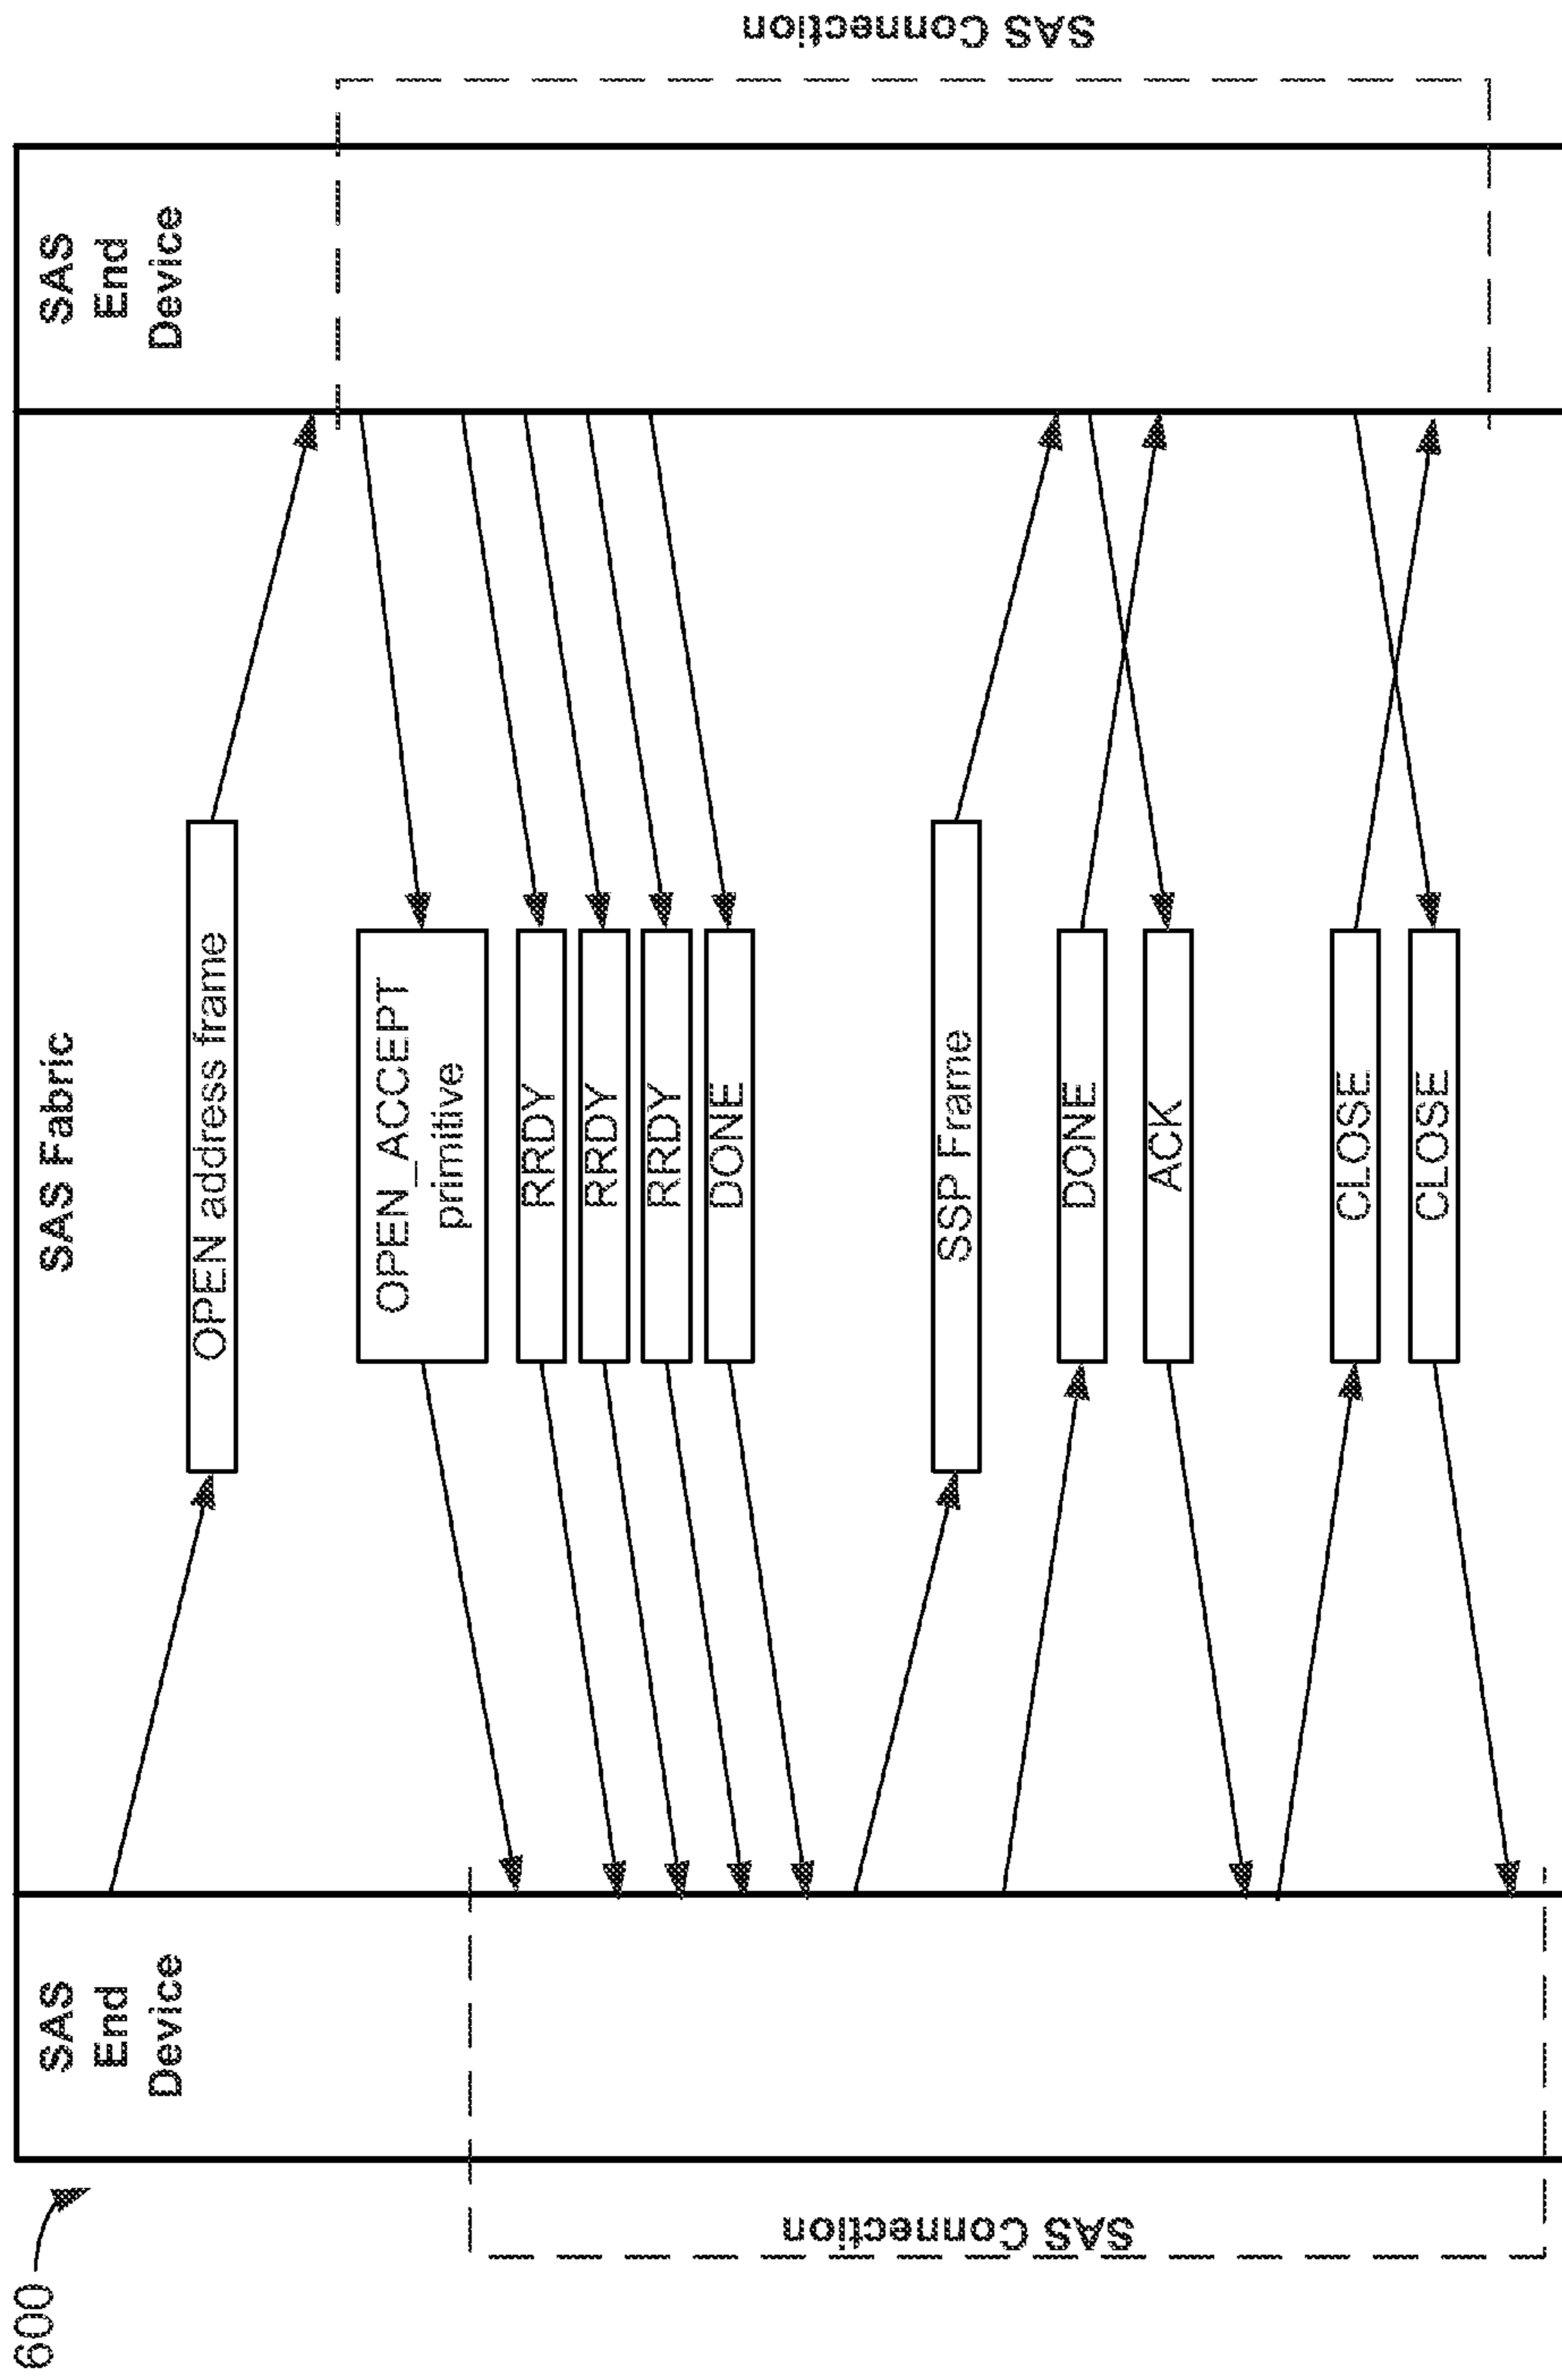 600
SAS
End
Device
SAS Fabric
SAS
End
Device
OPEN address frame
OPEN_ACCEPT
primitive
RRDY
RRDY
RRDY
DONE
SSP Frame
DONE
ACK
CLOSE
CLOSE
SAS Connection
SAS Connection